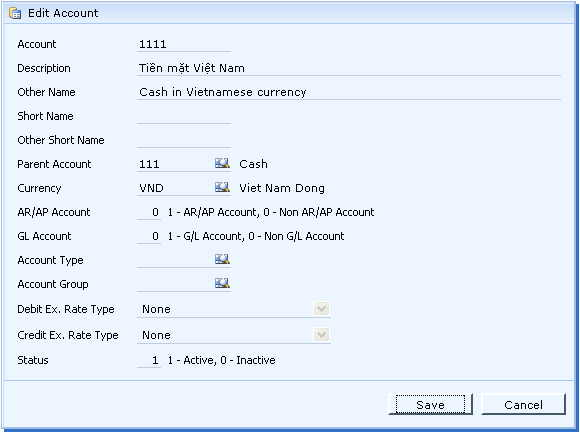 Edit Account
Account 1111
Description Tiền mặt Việt Nam
Other Name Cash in Vietnamese currency
Short Name
Other Short Name
Parent Account 111 Cash
Currency VND Viet Nam Dong
AR/AP Account 0 1 - AR/AP Account, 0 - Non AR/AP Account
GL Account 0 1 - G/L Account, 0 - Non G/L Account
Account Type
Account Group
Debit Ex. Rate Type None
Credit Ex. Rate Type None
Status 1 1 - Active, 0 - Inactive
Save Cancel